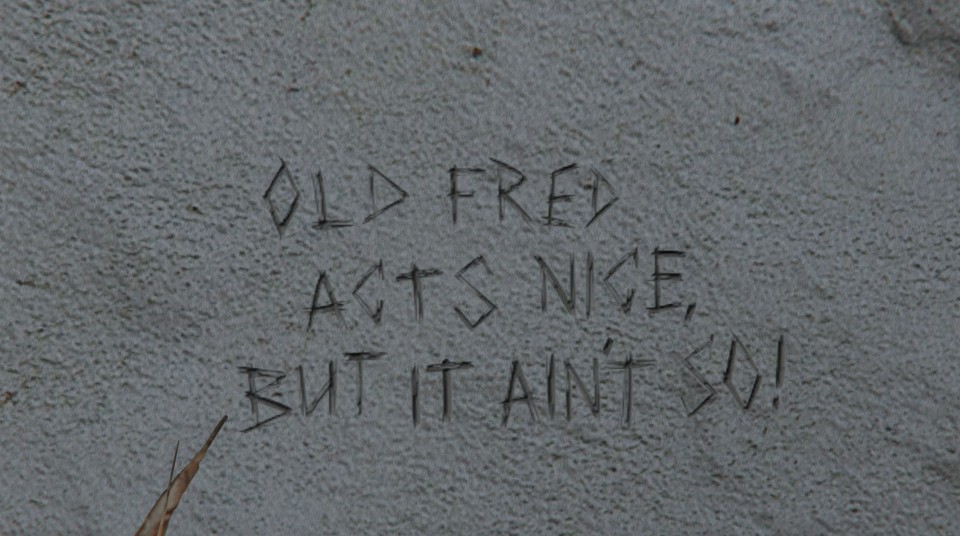 OLD FRED
ACTS NICE,
BUT IT AIN'T SO!